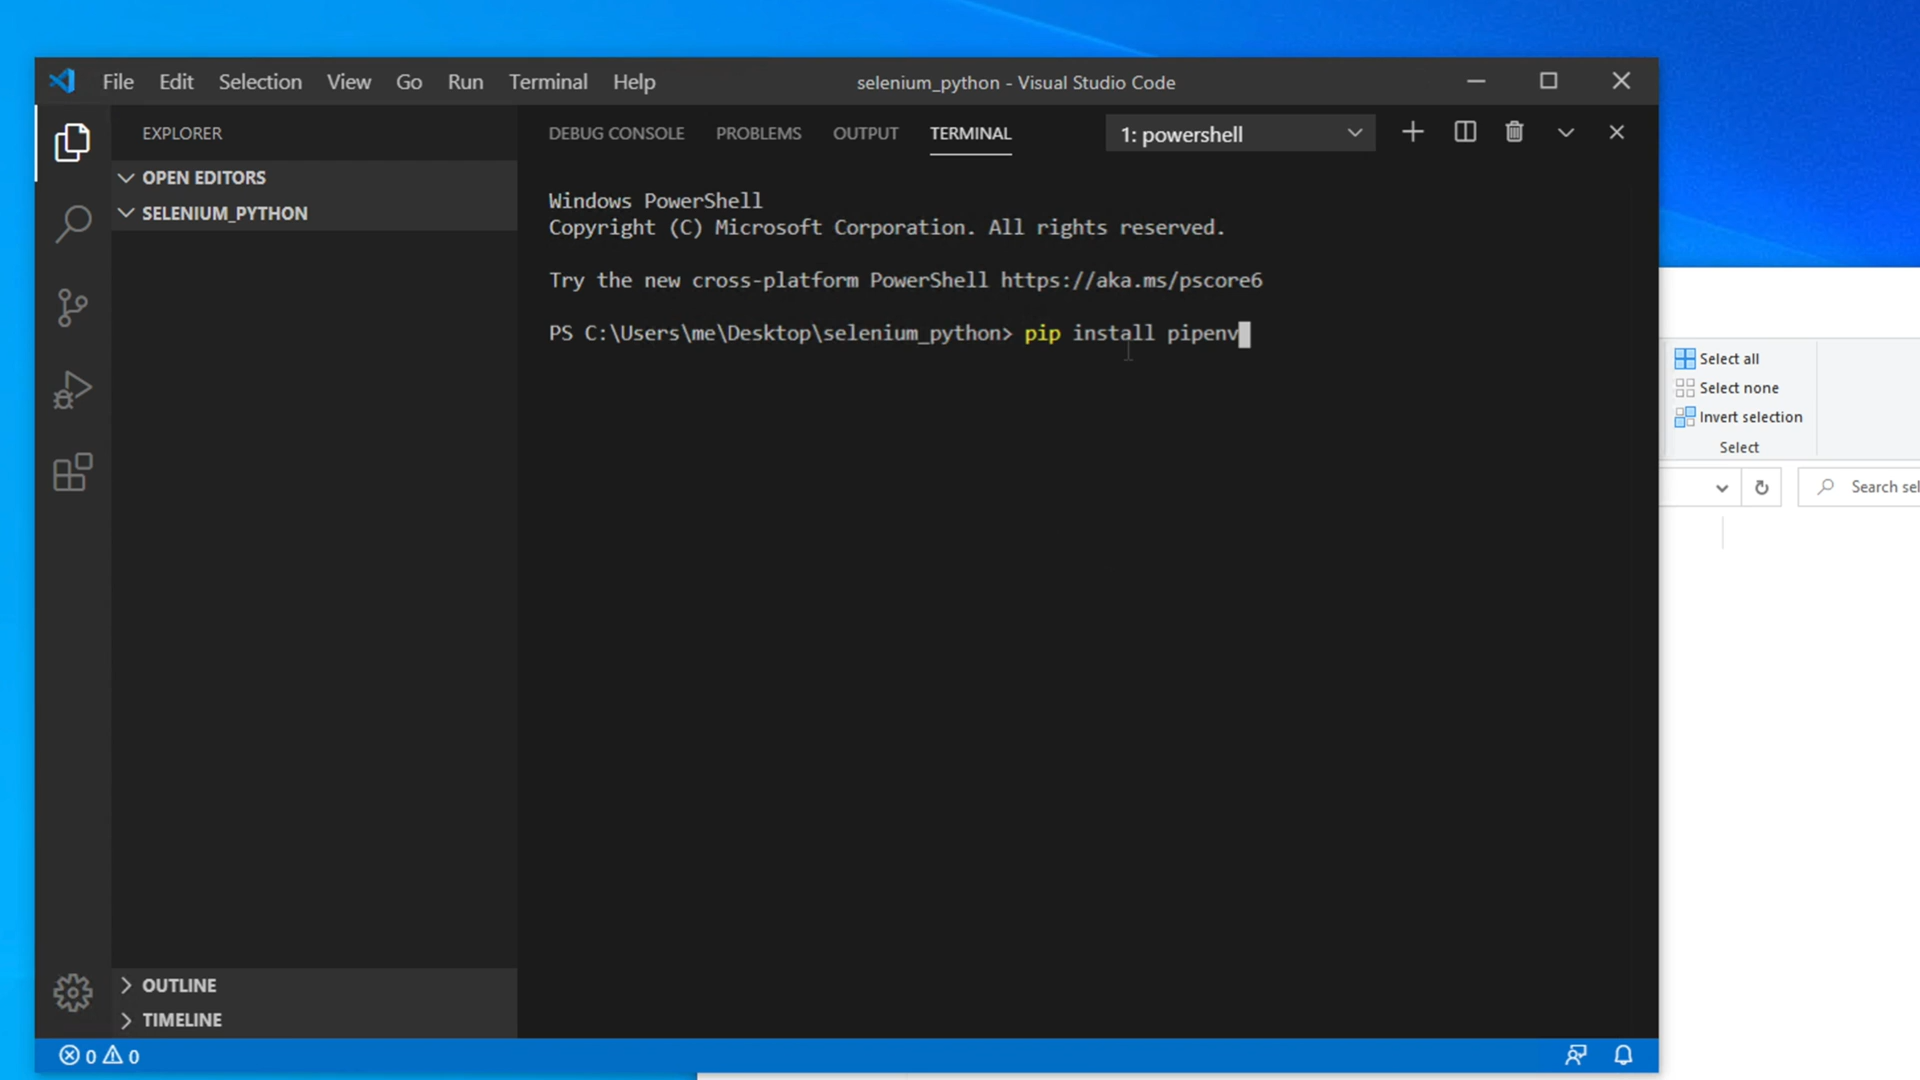 File Edit Selection View Go Run Terminal Help
selenium_python - Visual Studio Code
EXPLORER
OPEN EDITORS
SELENIUM_PYTHON
DEBUG CONSOLE PROBLEMS OUTPUT TERMINAL
1: powershell
Windows PowerShell
Copyright (C) Microsoft Corporation. All rights reserved.
Try the new cross-platform PowerShell https://aka.ms/pscore6
PS C:\Users\me\Desktop\selenium_python> pip install pipenv
Select all
Select none
Invert selection
Select
Search sel
OUTLINE
TIMELINE
0 0